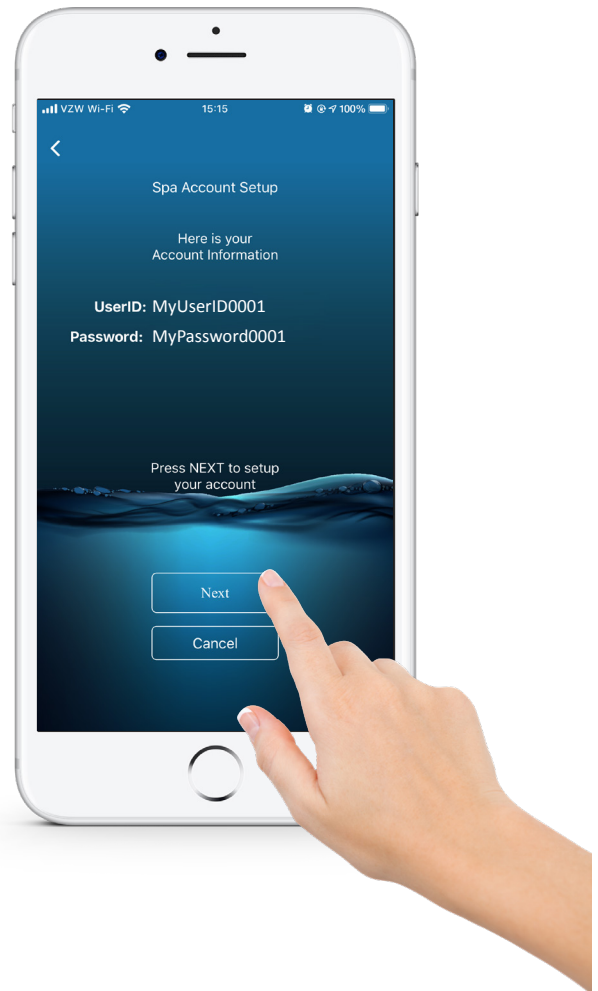 VZW Wi-Fi 15:15 100%
Spa Account Setup
Here is your
Account Information
UserID: MyUserID0001
Password: MyPassword0001
Press NEXT to setup
your account
Next
Cancel